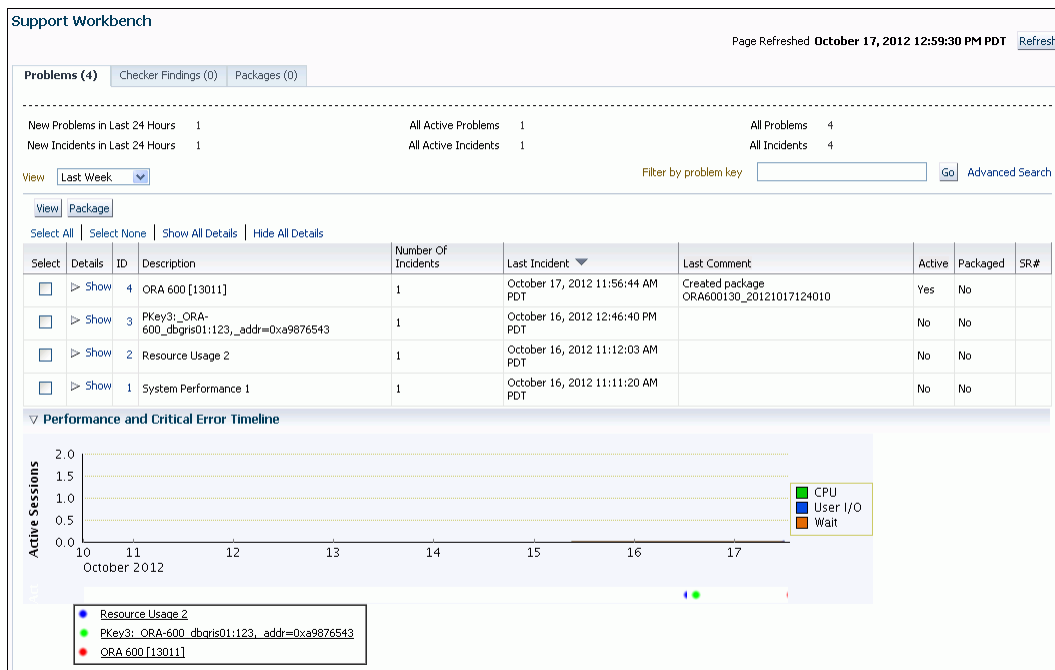 Support Workbench
Page Refreshed October 17, 2012 12:59:30 PM PDT Refresh
Problems (4) Checker Findings (0) Packages (0)
New Problems in Last 24 Hours 1 All Active Problems 1 All Problems 4
New Incidents in Last 24 Hours 1 All Active Incidents 1 All Incidents 4
View Last Week Filter by problem key Go Advanced Search
View Package
Select All | Select None | Show All Details | Hide All Details
Select Details ID Description Number Of Incidents Last Incident Last Comment Active Packaged SR#
Show 4 ORA 600 [13011] 1 October 17, 2012 11:56:44 AM PDT Created package ORA600130_20121017124010 Yes No
Show 3 PKey3:_ORA-600_dbgris01:123,_addr=0xa9876543 1 October 16, 2012 12:46:40 PM PDT No No
Show 2 Resource Usage 2 1 October 16, 2012 11:12:03 AM PDT No No
Show 1 System Performance 1 1 October 16, 2012 11:11:20 AM PDT No No
Performance and Critical Error Timeline
Active Sessions
2.0
1.5
1.0
0.5
0.0
10 11 12 13 14 15 16 17
October 2012
CPU
User I/O
Wait
Resource Usage 2
PKey3:_ORA-600_dbgris01:123,_addr=0xa9876543
ORA 600 [13011]